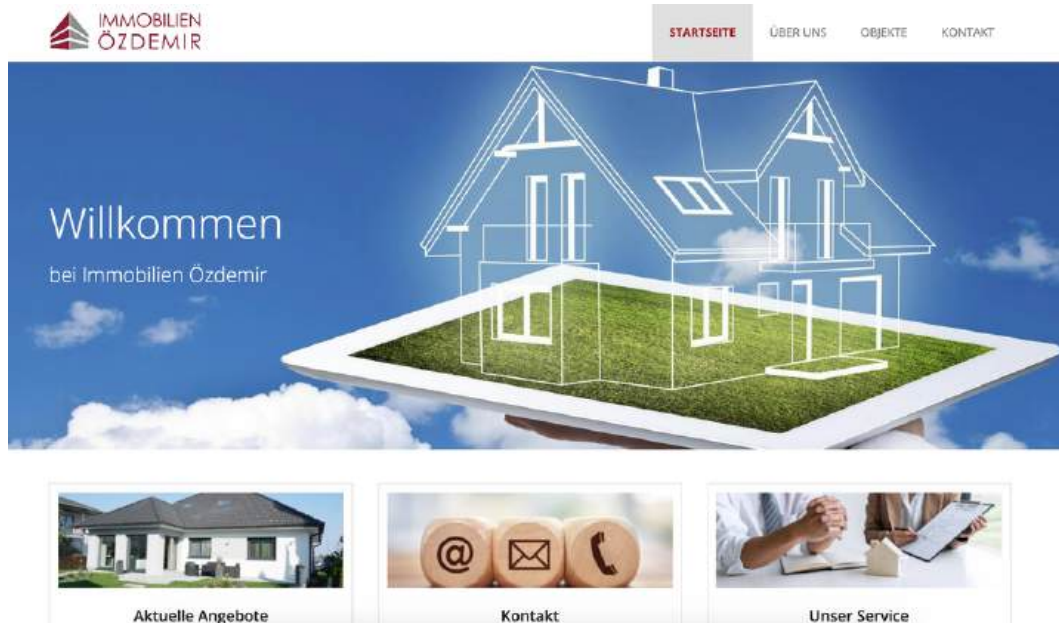 IMMOBILIEN
ÖZDEMIR
STARTSEITE ÜBER UNS OBJEKTE KONTAKT
Willkommen
bei Immobilien Özdemir
@
Aktuelle Angebote
Kontakt
Unser Service